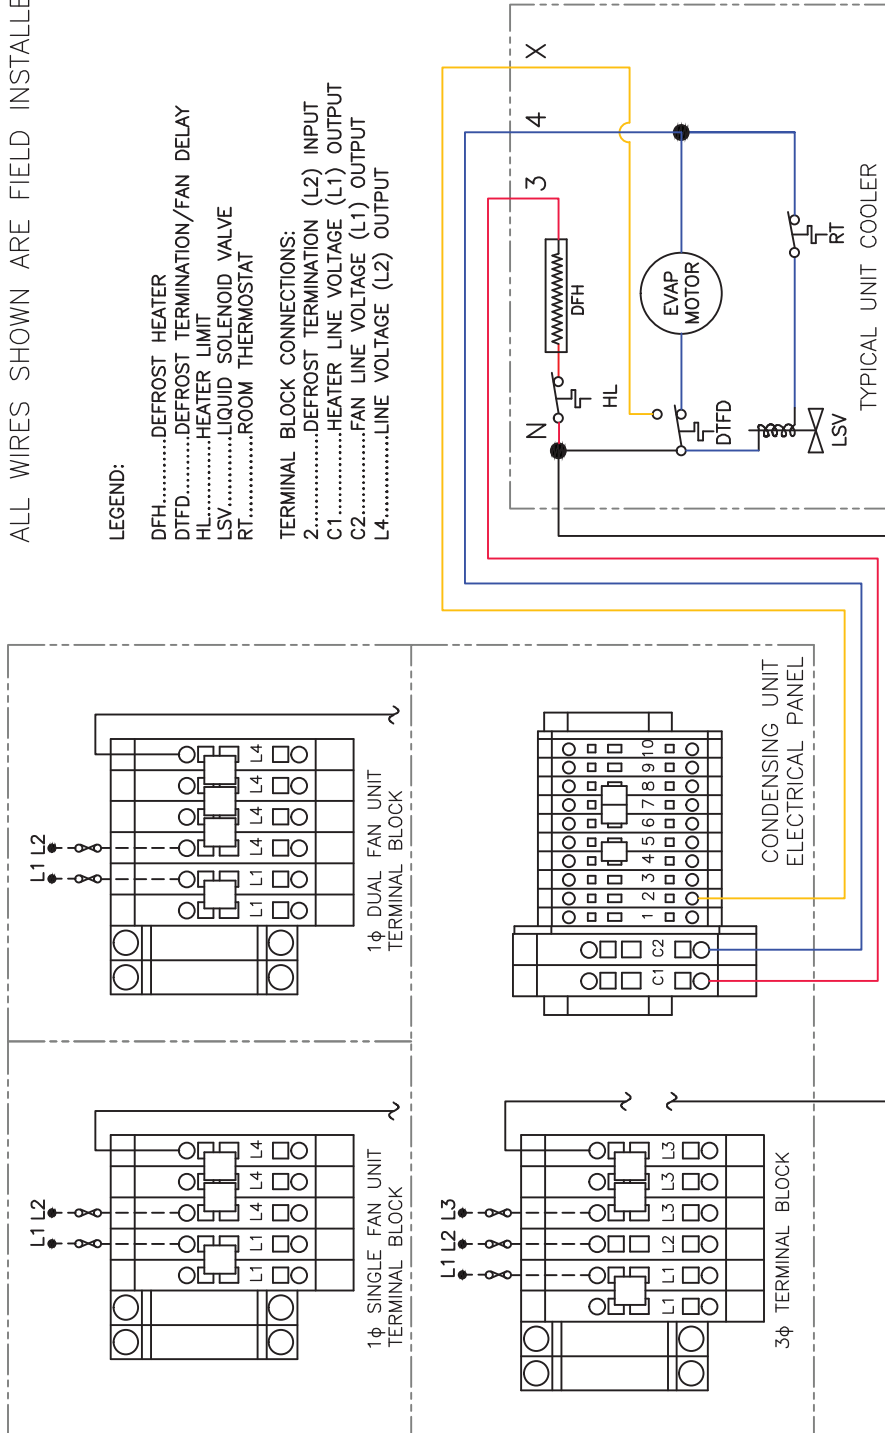 ALL WIRES SHOWN ARE FIELD INSTALLE
LEGEND:
DFH..........DEFROST HEATER
DTFD........DEFROST TERMINATION/FAN DELAY
HL............HEATER LIMIT
LSV..........LIQUID SOLENOID VALVE
RT............ROOM THERMOSTAT
TERMINAL BLOCK CONNECTIONS:
2............DEFROST TERMINATION (L2) INPUT
C1..........HEATER LINE VOLTAGE (L1) OUTPUT
C2..........FAN LINE VOLTAGE (L1) OUTPUT
L4..........LINE VOLTAGE (L2) OUTPUT
L1 L2
L1 L1 L4 L4 L4
1ϕ SINGLE FAN UNIT
TERMINAL BLOCK
L1 L2
L1 L1 L4 L4 L4 L4
1ϕ DUAL FAN UNIT
TERMINAL BLOCK
L1 L2 L3
L1 L1 L2 L3 L3 L3
3ϕ TERMINAL BLOCK
C1 C2 1 2 3 4 5 6 7 8 9 10
CONDENSING UNIT
ELECTRICAL PANEL
N 3 4 X
HL
DFH
DTFD
EVAP
MOTOR
LSV
RT
TYPICAL UNIT COOLER